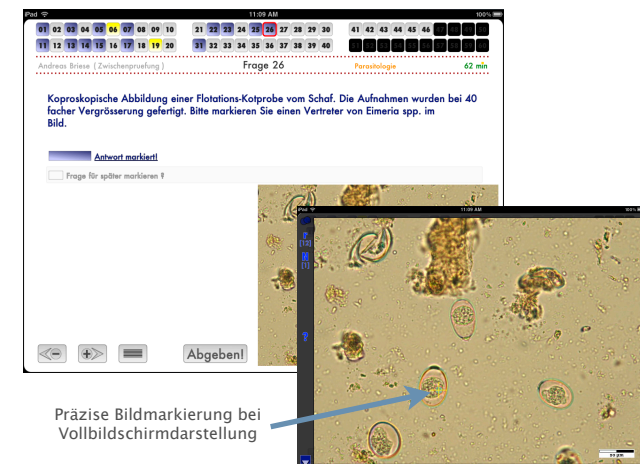 iPad 11:09 AM 100%
01 02 03 04 05 06 07 08 09 10 21 22 23 24 25 26 27 28 29 30 41 42 43 44 45 46
11 12 13 14 15 16 17 18 19 20 31 32 33 34 35 36 37 38 39 40
Andreas Briese ( Zwischenpruefung ) Frage 26 Parasitologie 62 min
Koproskopische Abbildung einer Flotations-Kotprobe vom Schaf. Die Aufnahmen wurden bei 40
facher Vergrösserung gefertigt. Bitte markieren Sie einen Vertreter von Eimeria spp. im
Bild.
Antwort markiert!
Frage für später markieren ?
iPad 11:09 AM 100%
[13]
[1]
?
Abgeben!
Präzise Bildmarkierung bei
Vollbildschirmdarstellung
50 µm